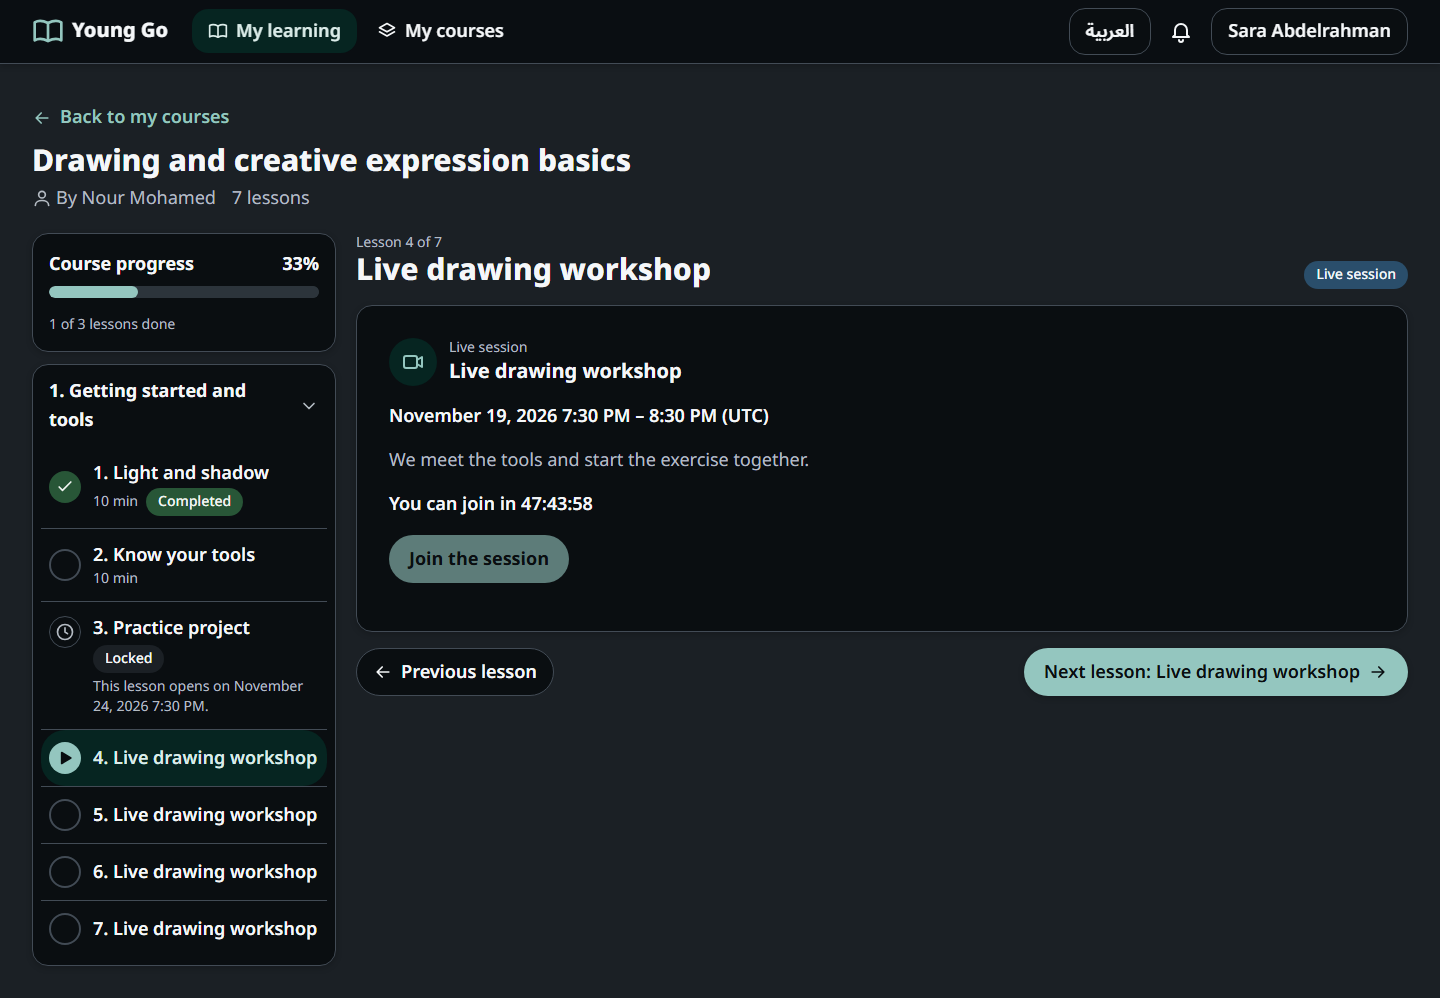 Young Go
My learning
My courses
العربية
Sara Abdelrahman
Back to my courses
Drawing and creative expression basics
By Nour Mohamed 7 lessons
Course progress 33%
1 of 3 lessons done
1. Getting started and
tools
1. Light and shadow
10 min Completed
2. Know your tools
10 min
3. Practice project
Locked
This lesson opens on November
24, 2026 7:30 PM.
4. Live drawing workshop
5. Live drawing workshop
6. Live drawing workshop
7. Live drawing workshop
Lesson 4 of 7
Live drawing workshop
Live session
Live session
Live drawing workshop
November 19, 2026 7:30 PM – 8:30 PM (UTC)
We meet the tools and start the exercise together.
You can join in 47:43:58
Join the session
Previous lesson
Next lesson: Live drawing workshop